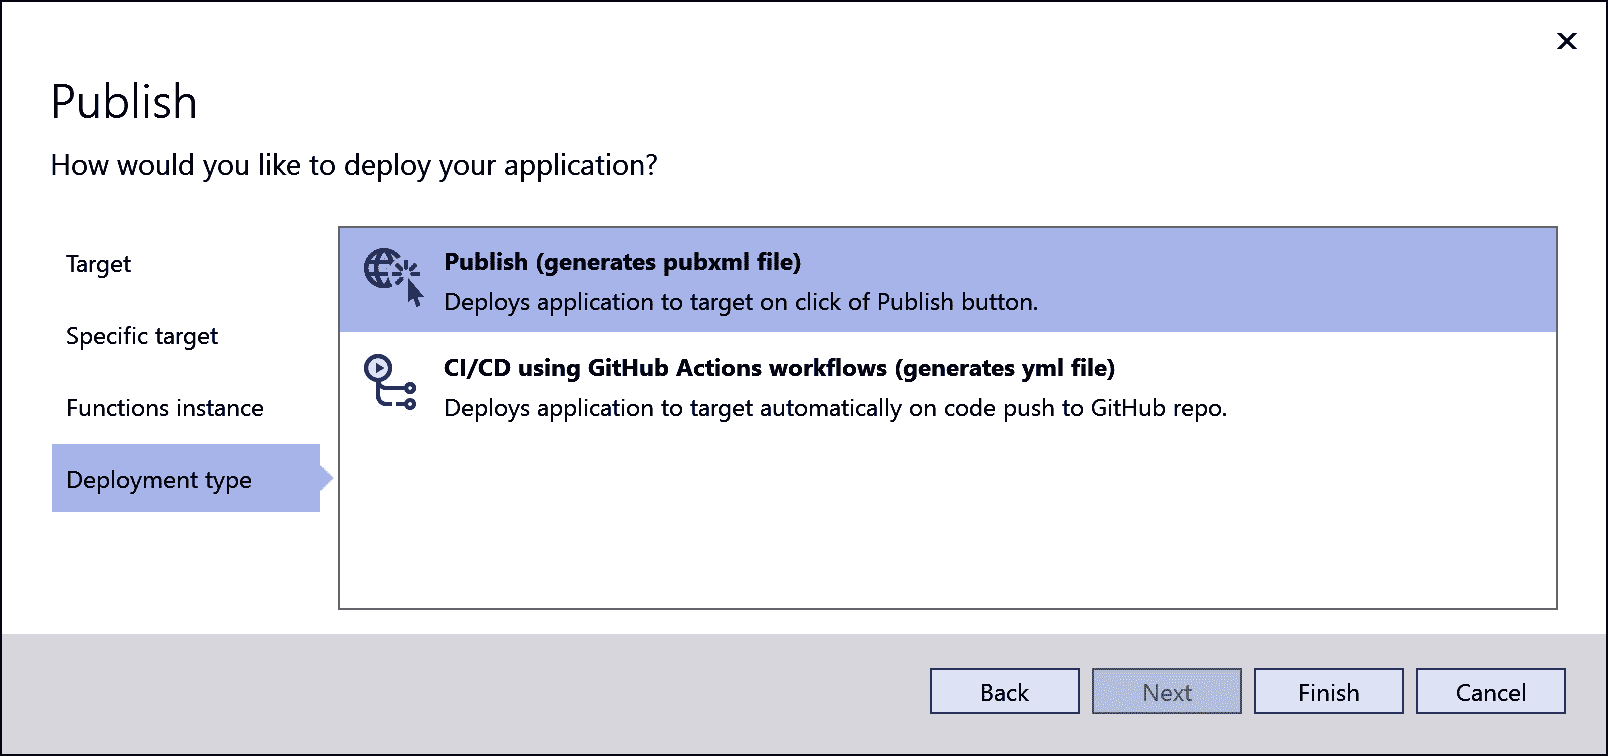 Publish
How would you like to deploy your application?
Target
Specific target
Functions instance
Deployment type
Publish (generates pubxml file)
Deploys application to target on click of Publish button.
CI/CD using GitHub Actions workflows (generates yml file)
Deploys application to target automatically on code push to GitHub repo.
Back
Next
Finish
Cancel